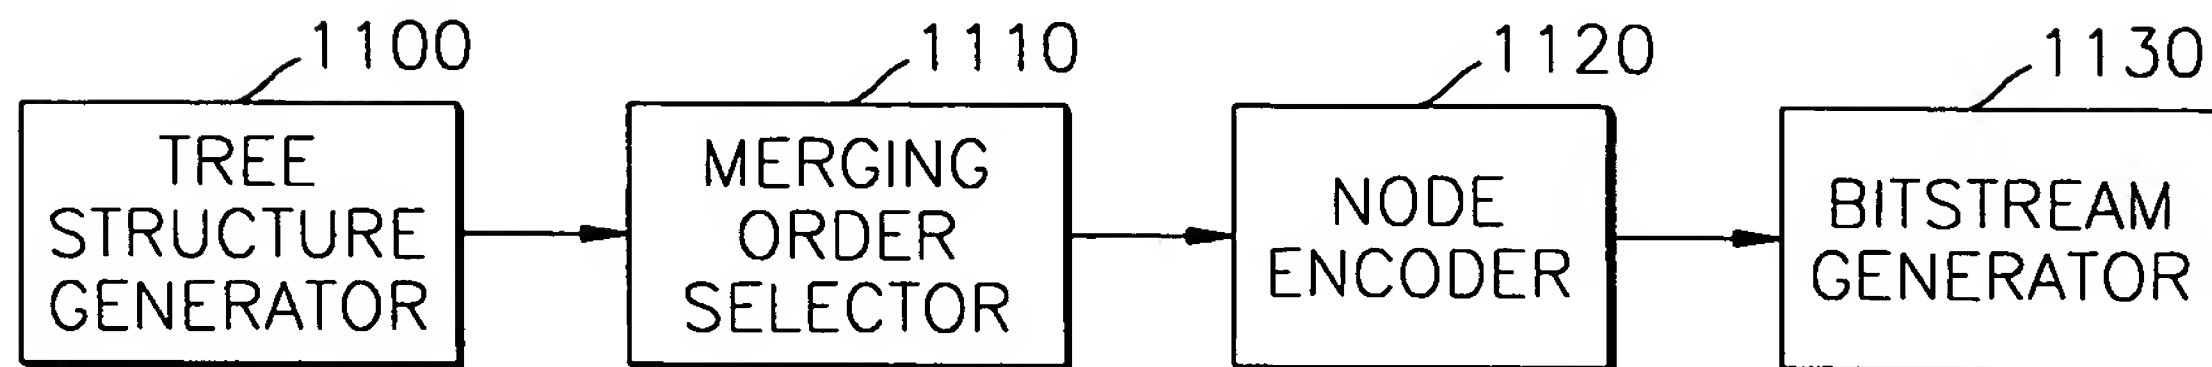 1100
TREE
STRUCTURE
GENERATOR
1110
MERGING
ORDER
SELECTOR
1120
NODE
ENCODER
1130
BITSTREAM
GENERATOR